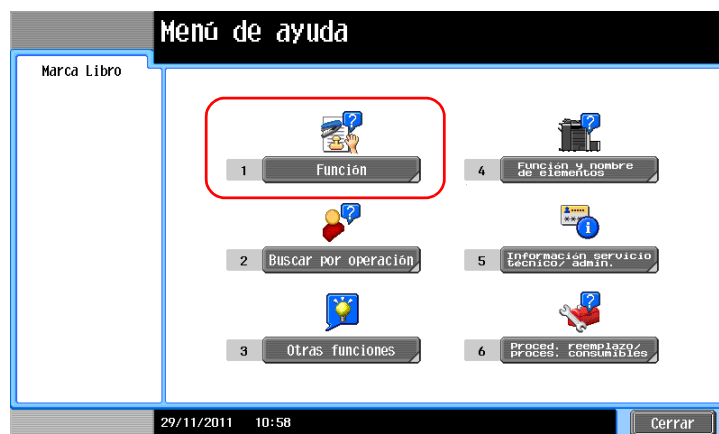 Menú de ayuda
Marca Libro
1 Función
2 Buscar por operación
3 Otras funciones
4 Función y nombre
de elementos
5 Información servicio
técnico/ admin.
6 Proced. reemplazo/
proces. consumibles
29/11/2011 10:58
Cerrar